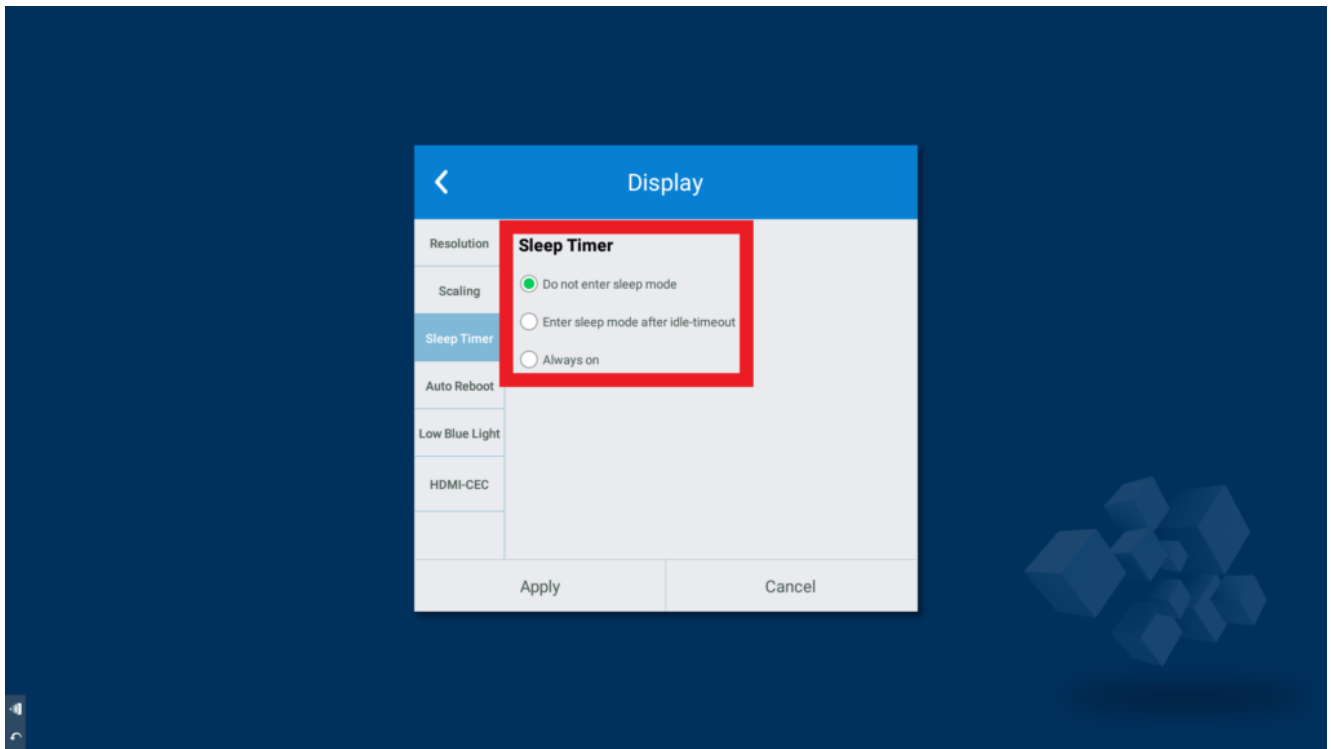 Display
Resolution
Scaling
Sleep Timer
Auto Reboot
Low Blue Light
HDMI-CEC
Sleep Timer
Do not enter sleep mode
Enter sleep mode after idle-timeout
Always on
Apply
Cancel